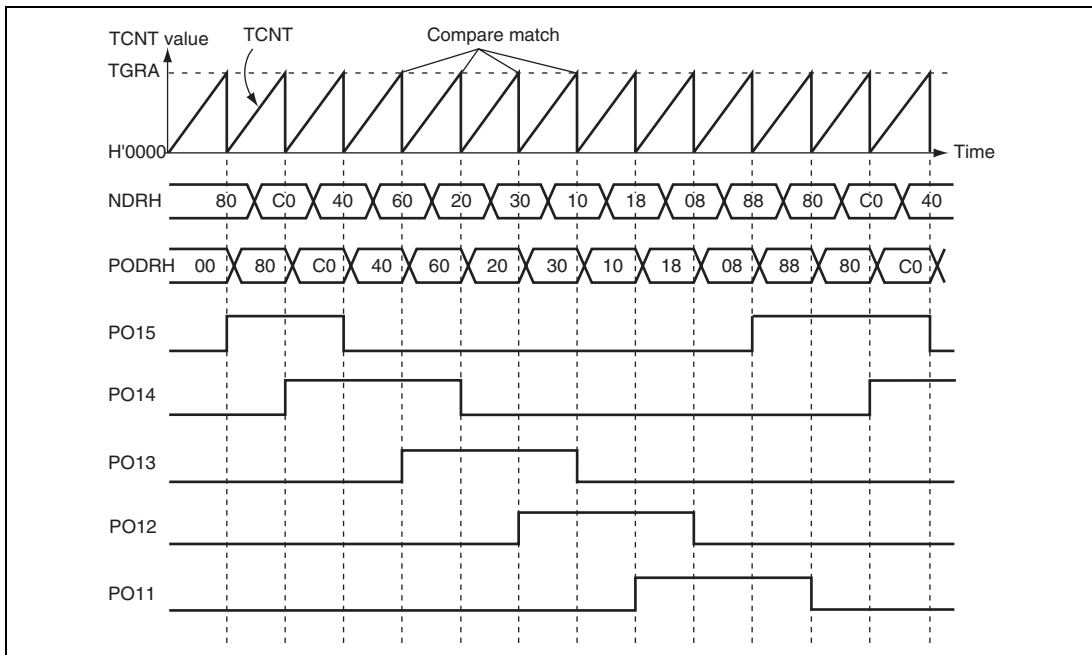 TCNT value TCNT Compare match
TGRA
H'0000 Time
NDRH 80 C0 40 60 20 30 10 18 08 88 80 C0 40
PODRH 00 80 C0 40 60 20 30 10 18 08 88 80 C0
PO15
PO14
PO13
PO12
PO11